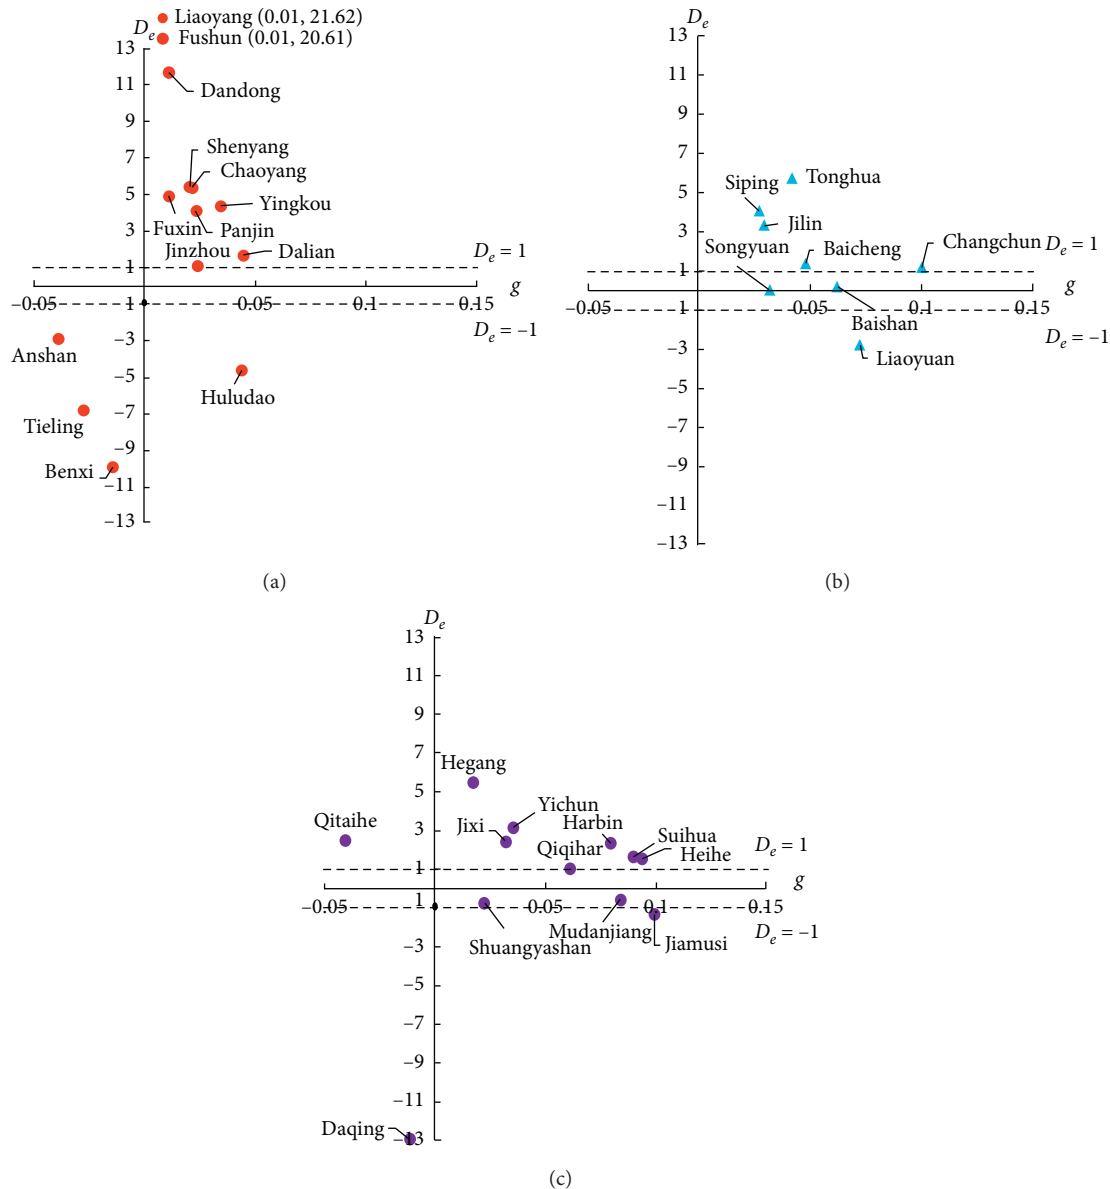 Dₑ
Liaoyang (0.01, 21.62)
Fushun (0.01, 20.61)
13
11
Dandong
9
7
Shenyang
Chaoyang
5
Yingkou
Fuxin
Panjin
3
Jinzhou
Dalian
Dₑ = 1
1
g
–0.05
1
0.05
0.1
0.15
Dₑ = –1
–3
Anshan
–5
Huludao
–7
Tieling
–9
Benxi
–11
–13
(a)
Dₑ
13
11
9
7
Tonghua
Siping
5
Jilin
3
Songyuan
Baicheng
Changchun
Dₑ = 1
1
g
–0.05
–1
0.05
0.1
0.15
Baishan
Dₑ = –1
–3
Liaoyuan
–5
–7
–9
–11
–13
(b)
Dₑ
13
11
9
7
Hegang
5
Yichun
Qitaihe
Jixi
Harbin
3
Suihua
Qiqihar
Heihe
Dₑ = 1
1
g
–0.05
1
0.05
0.1
0.15
Mudanjiang
Dₑ = –1
–3
Shuangyashan
Jiamusi
–5
–7
–9
–11
Daqing
–13
(c)